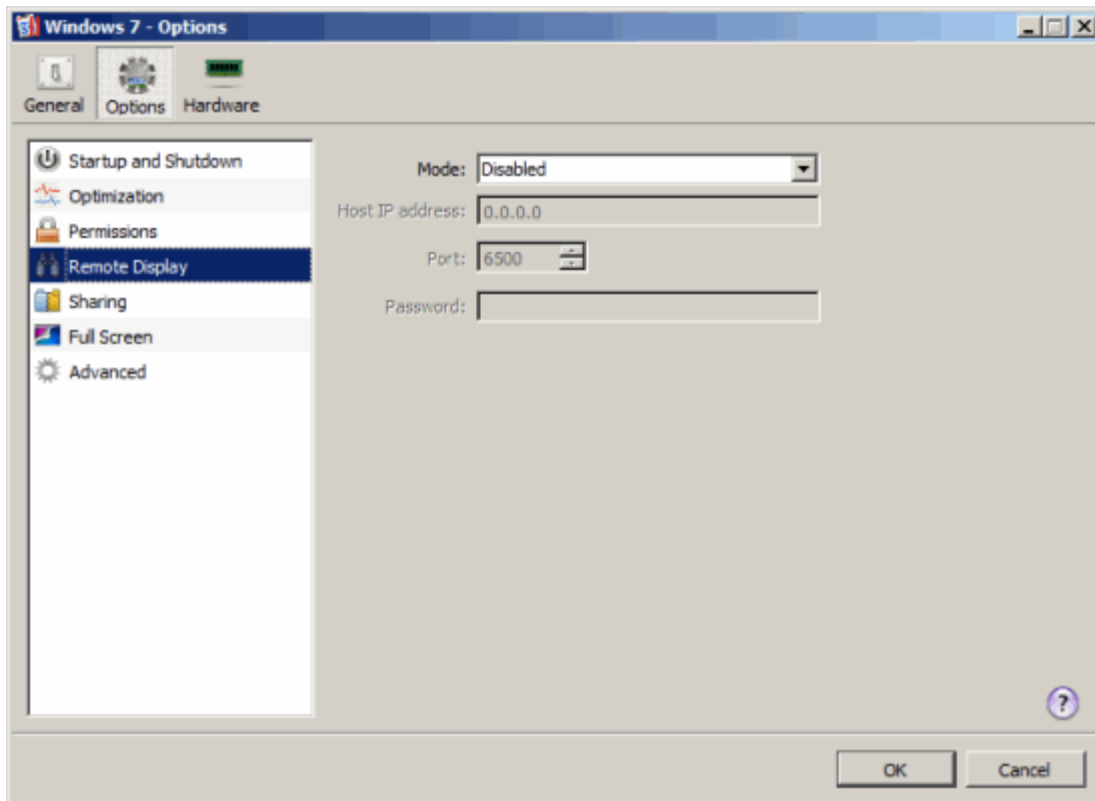 Windows 7 - Options
General Options Hardware
Startup and Shutdown
Optimization
Permissions
Remote Display
Sharing
Full Screen
Advanced
Mode: Disabled
Host IP address: 0.0.0.0
Port: 6500
Password:
?
OK Cancel